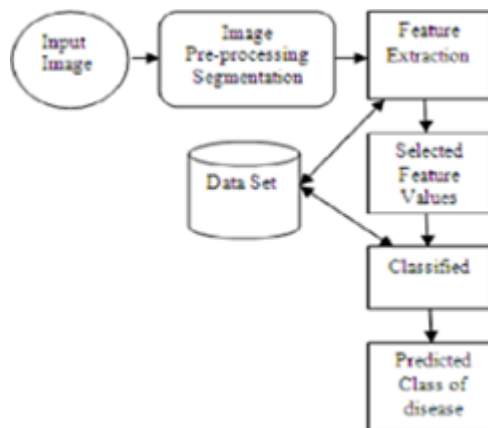 Input
Image
Image
Pre-processing
Segmentation
Feature
Extraction
Data Set
Selected
Feature
Values
Classified
Predicted
Class of
disease